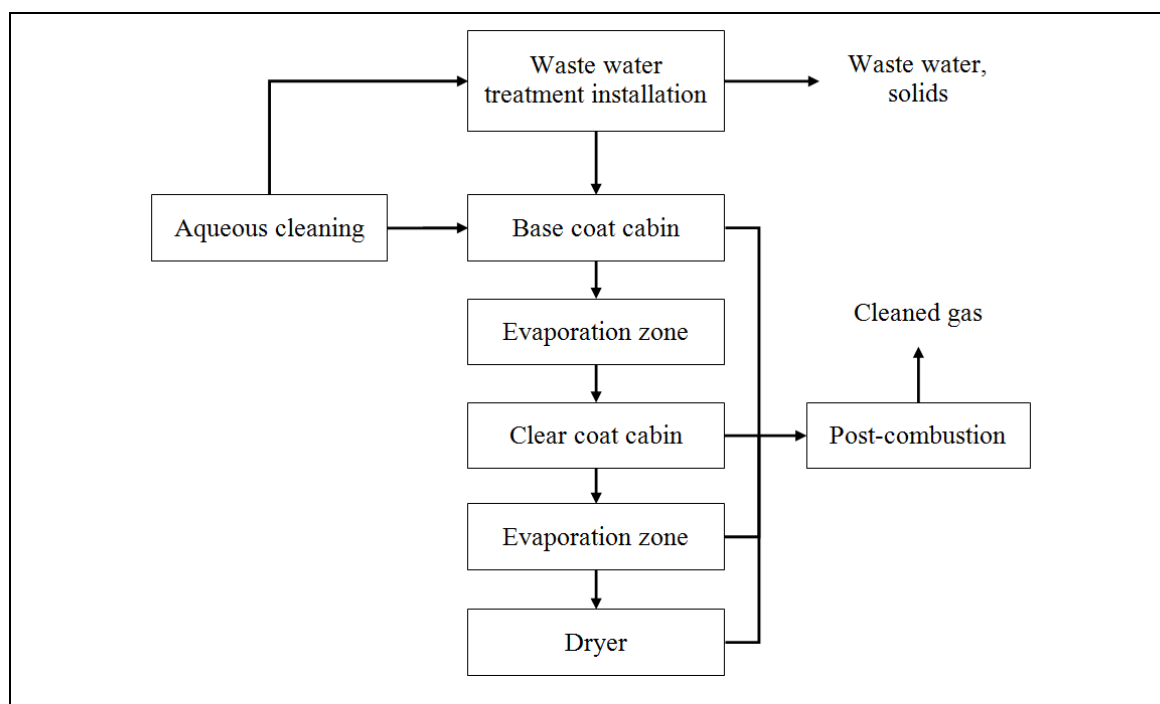 Waste water
treatment installation
Waste water,
solids
Aqueous cleaning
Base coat cabin
Evaporation zone
Cleaned gas
Clear coat cabin
Post-combustion
Evaporation zone
Dryer